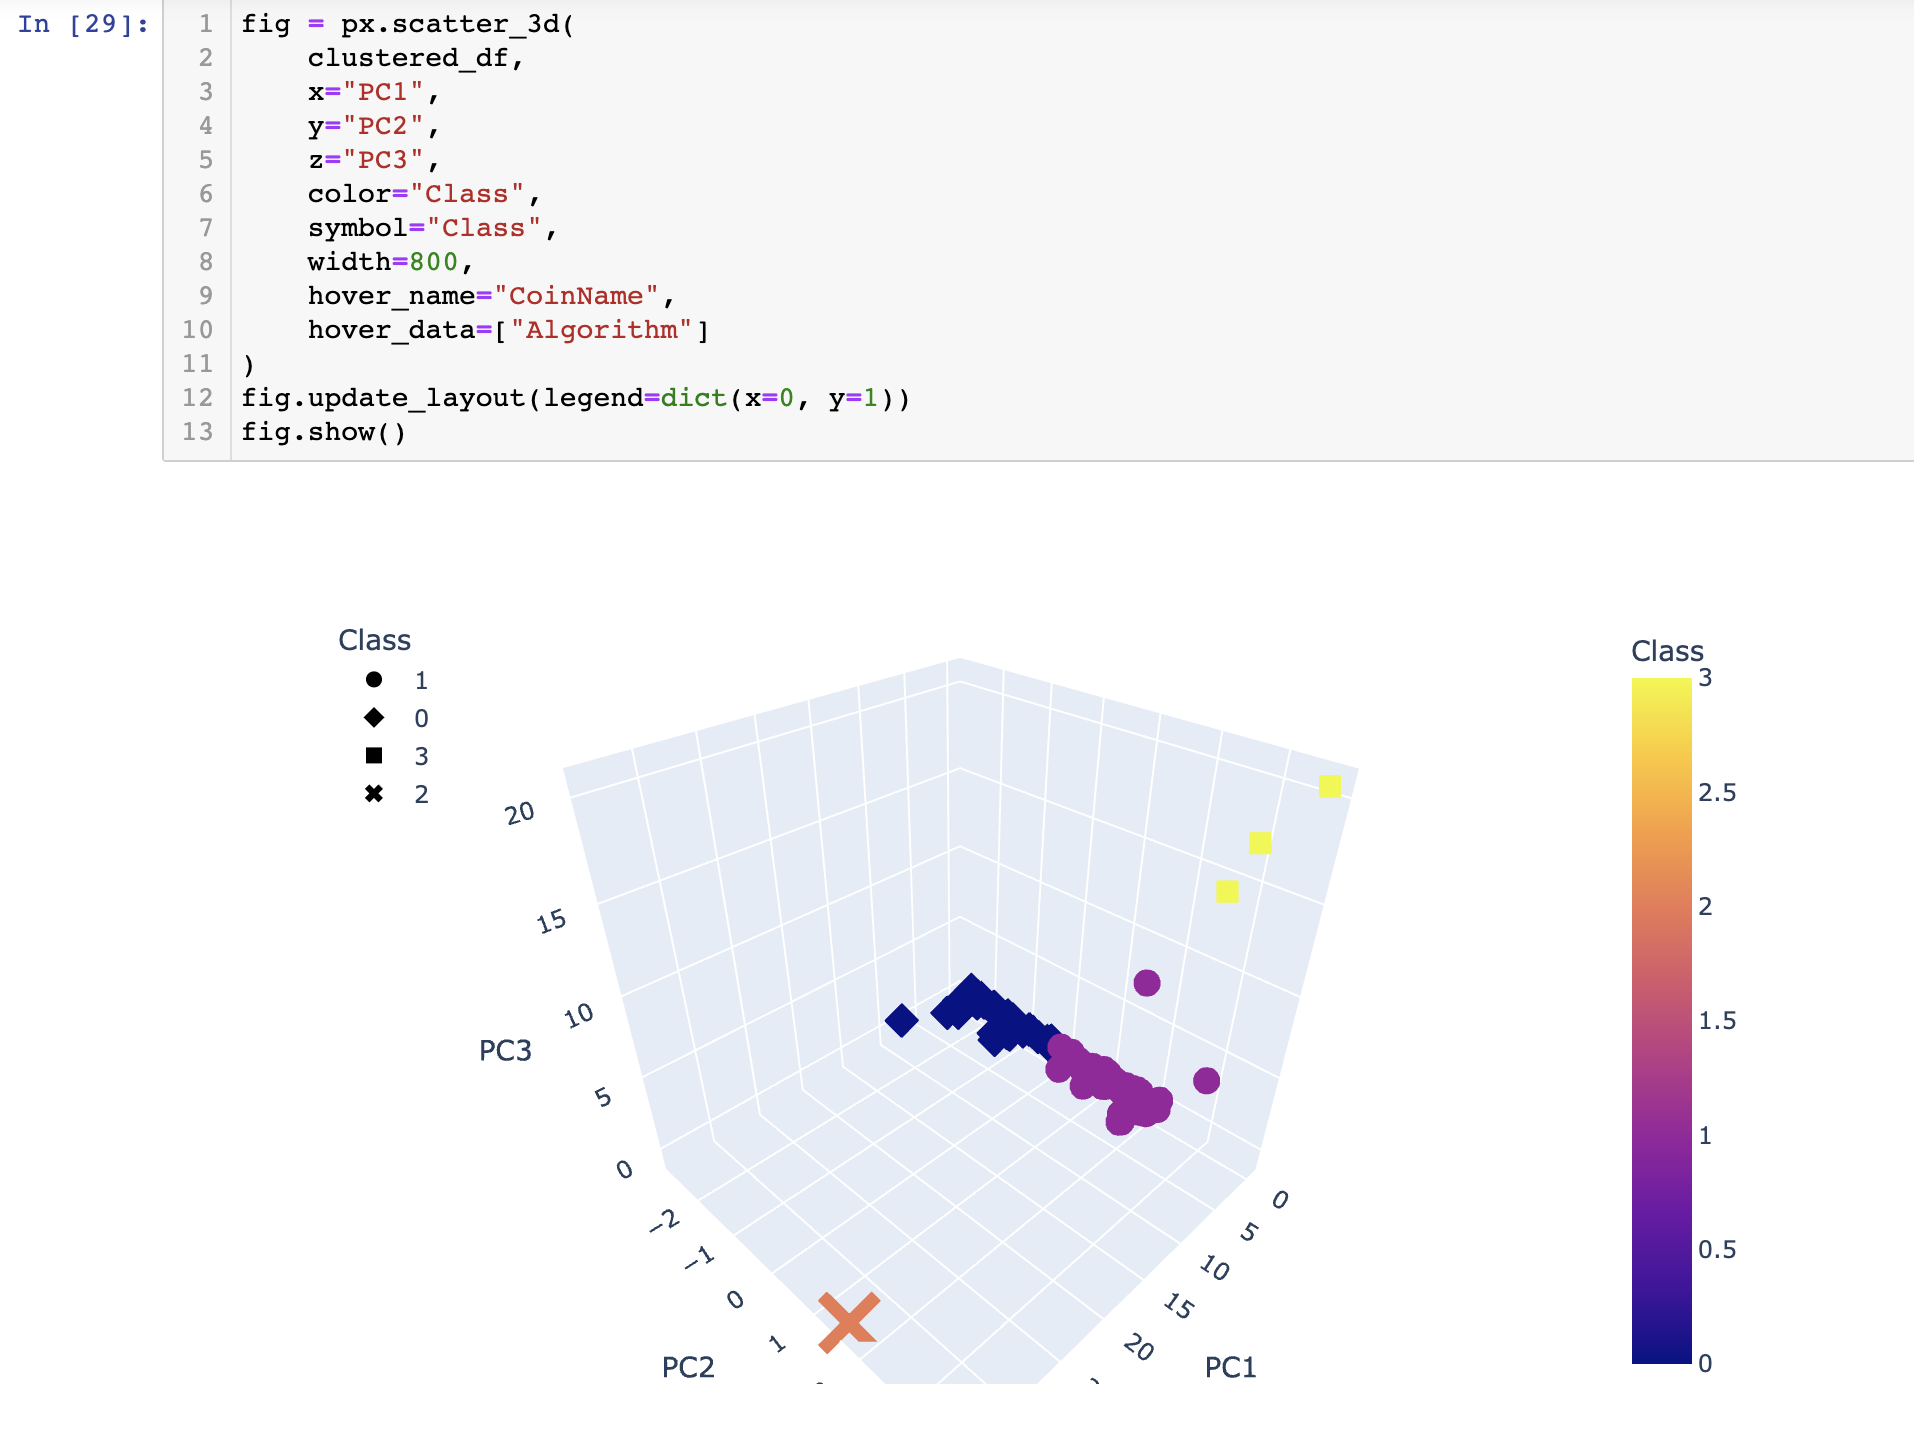 In [29]:
1 fig = px.scatter_3d(
2     clustered_df,
3     x="PC1",
4     y="PC2",
5     z="PC3",
6     color="Class",
7     symbol="Class",
8     width=800,
9     hover_name="CoinName",
10     hover_data=["Algorithm"]
11 )
12 fig.update_layout(legend=dict(x=0, y=1))
13 fig.show()
Class
1
0
3
2
20
15
10
5
0
PC3
−2
−1
0
1
PC2
0
5
10
15
20
PC1
Class
3
2.5
2
1.5
1
0.5
0